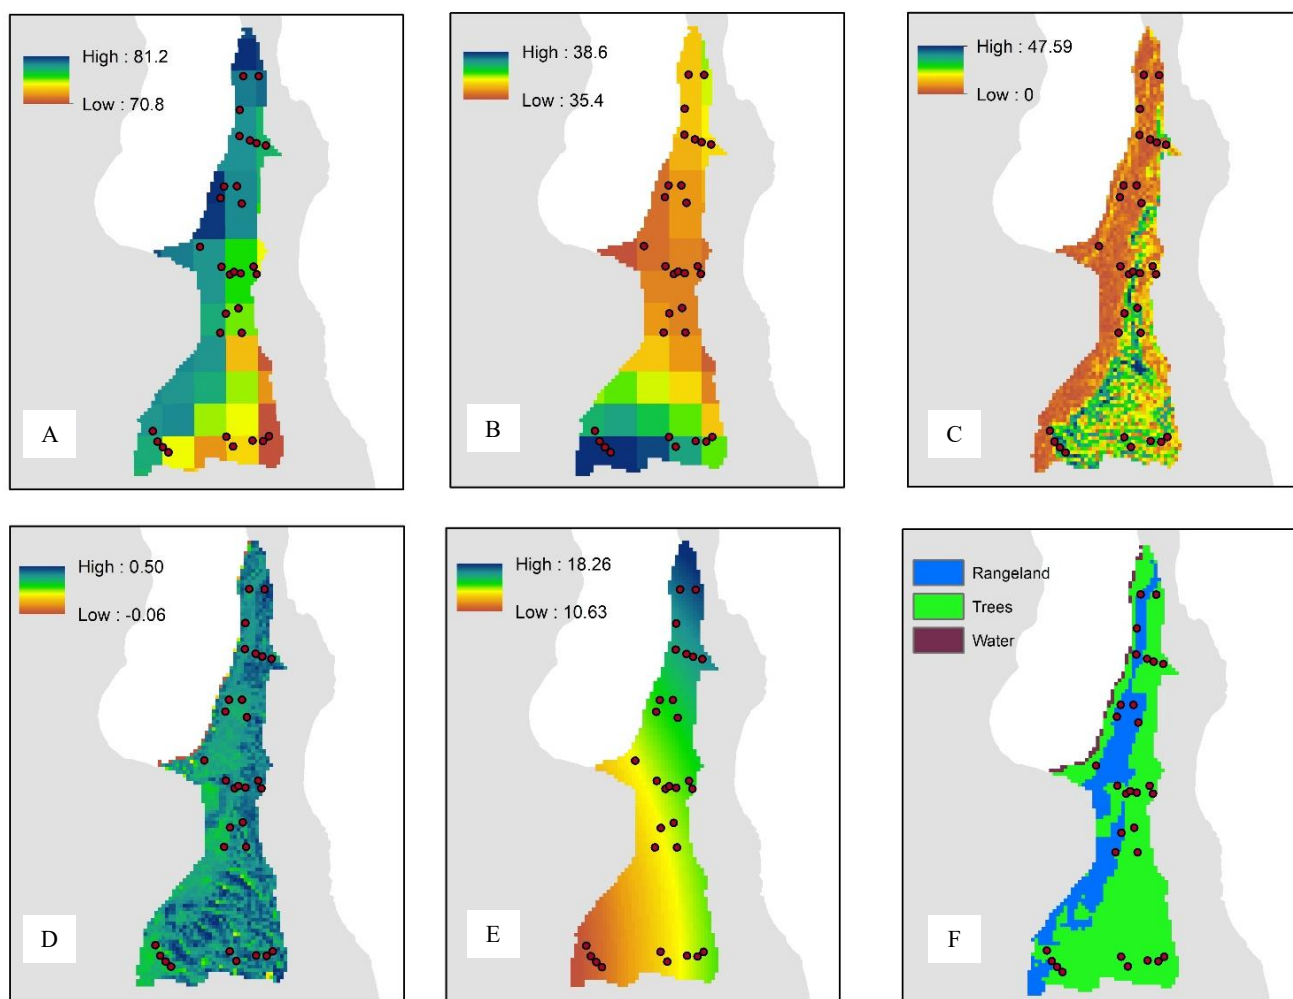 High : 81.2
Low : 70.8
A
High : 38.6
Low : 35.4
B
High : 47.59
Low : 0
C
High : 0.50
Low : -0.06
D
High : 18.26
Low : 10.63
E
Rangeland
Trees
Water
F